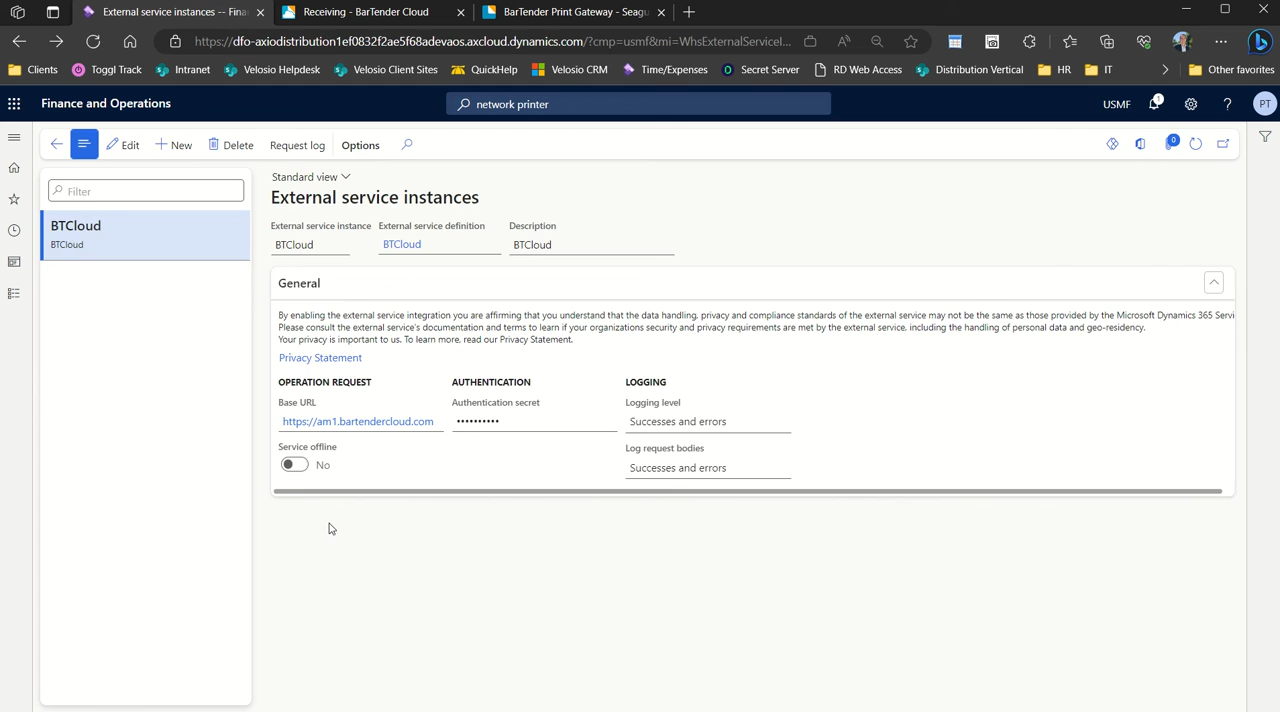 External service instances -- Fina
Receiving - BarTender Cloud
BarTender Print Gateway - Seagu
https://dfo-axiodistribution1ef0832f2ae5f68adevaos.axcloud.dynamics.com/?cmp=usmf&mi=WhsExternalServiceI...
Clients
Toggl Track
Intranet
Velosio Helpdesk
Velosio Client Sites
QuickHelp
Velosio CRM
Time/Expenses
Secret Server
RD Web Access
Distribution Vertical
HR
IT
Other favorites
Finance and Operations
network printer
USMF
1
?
PT
Edit
New
Delete
Request log
Options
0
Filter
BTCloud
BTCloud
Standard view
External service instances
External service instance
External service definition
Description
BTCloud
BTCloud
BTCloud
General
By enabling the external service integration you are affirming that you understand that the data handling, privacy and compliance standards of the external service may not be the same as those provided by the Microsoft Dynamics 365 Servi
Please consult the external service's documentation and terms to learn if your organizations security and privacy requirements are met by the external service, including the handling of personal data and geo-residency.
Your privacy is important to us. To learn more, read our Privacy Statement.
Privacy Statement
OPERATION REQUEST
AUTHENTICATION
LOGGING
Base URL
Authentication secret
Logging level
https://am1.bartendercloud.com
••••••••••
Successes and errors
Service offline
Log request bodies
No
Successes and errors